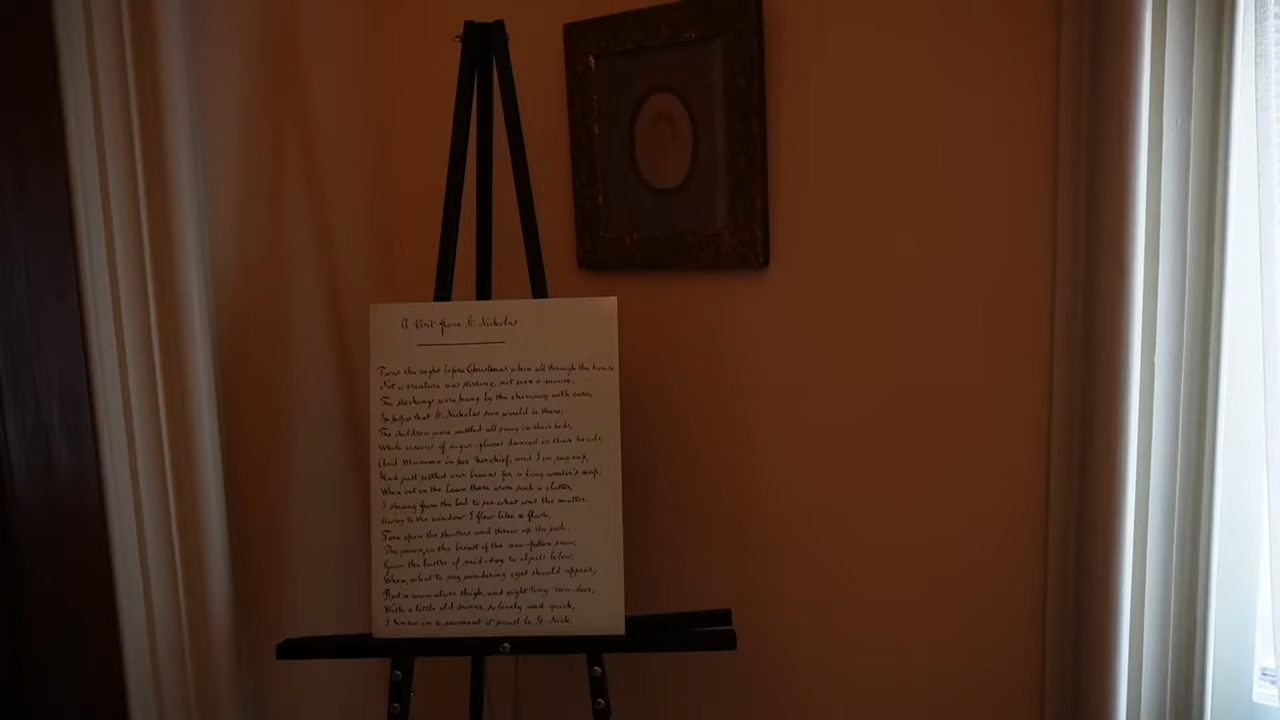 A Visit from St. Nicholas
'Twas the night before Christmas, when all through the house
Not a creature was stirring, not even a mouse;
The stockings were hung by the chimney with care,
In hopes that St. Nicholas soon would be there;
The children were nestled all snug in their beds,
While visions of sugar-plums danced in their heads,
And Mamma in her 'kerchief, and I in my cap,
Had just settled our brains for a long winter's nap,
When out on the lawn there arose such a clatter,
I sprang from the bed to see what was the matter.
Away to the window I flew like a flash,
Tore open the shutters and threw up the sash.
The moon, on the breast of the new-fallen snow,
Gave the lustre of mid-day to objects below;
When, what to my wondering eyes should appear,
But a miniature sleigh, and eight tiny rein-deer,
With a little old driver, so lively and quick,
I knew in a moment it must be St. Nick.